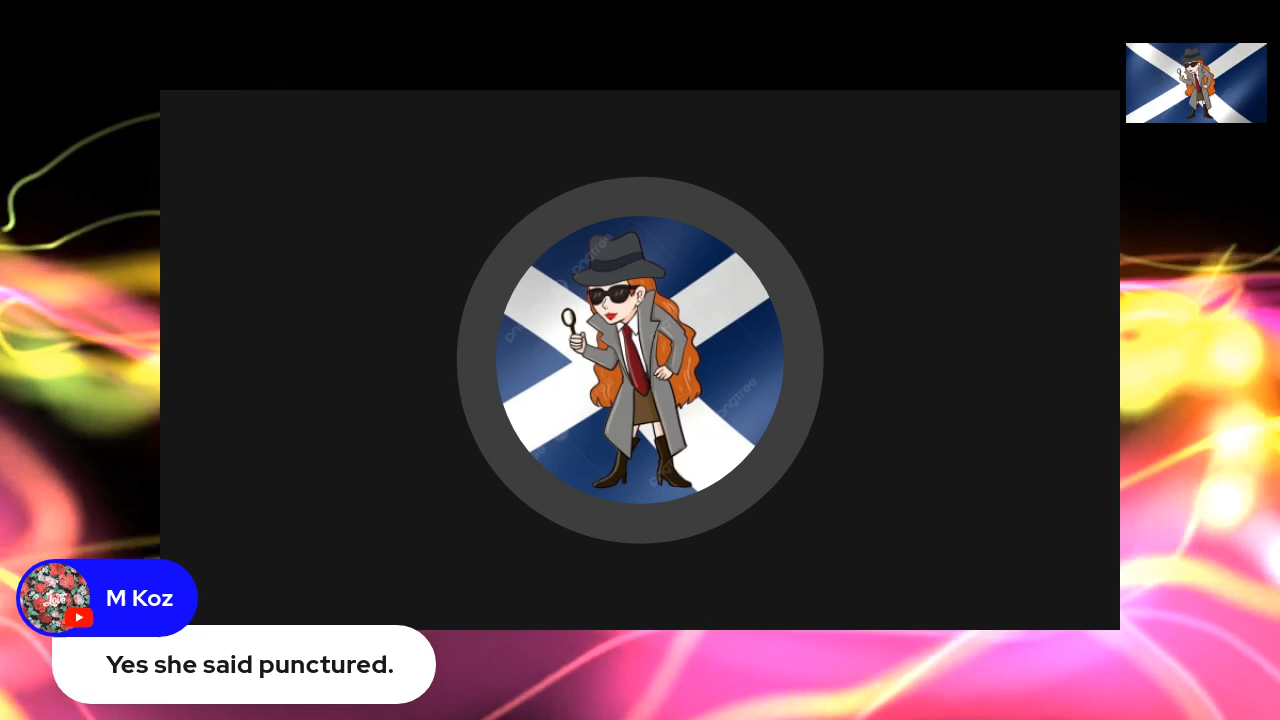 M Koz
Yes she said punctured.